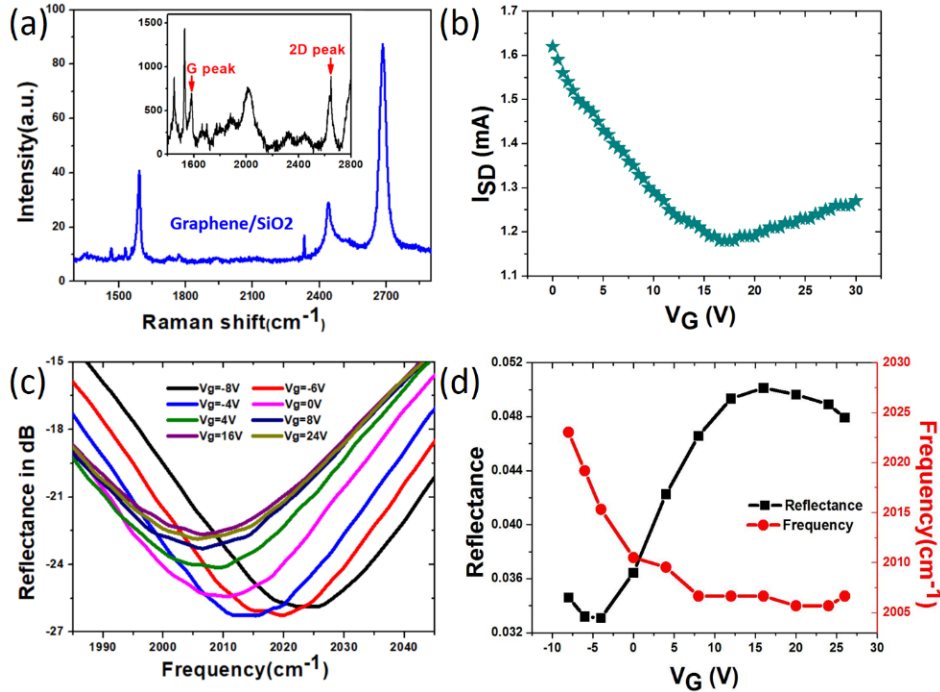 (a)
Intensity(a.u.)
100
80
60
40
20
0
1500
1800
2100
2400
2700
Raman shift(cm-1)
Graphene/SiO2
1500
1000
500
0
1600
2000
2400
2800
G peak
2D peak
(b)
ISD (mA)
1.7
1.6
1.5
1.4
1.3
1.2
1.1
0
5
10
15
20
25
30
VG (V)
(c)
Reflectance in dB
-15
-18
-21
-24
-27
1990
2000
2010
2020
2030
2040
Frequency(cm-1)
Vg=-8V
Vg=-6V
Vg=-4V
Vg=0V
Vg=4V
Vg=8V
Vg=16V
Vg=24V
(d)
Reflectance
0.052
0.048
0.044
0.040
0.036
0.032
-10
-5
0
5
10
15
20
25
30
VG (V)
Reflectance
Frequency
2030
2025
2020
2015
2010
2005
Frequency(cm-1)